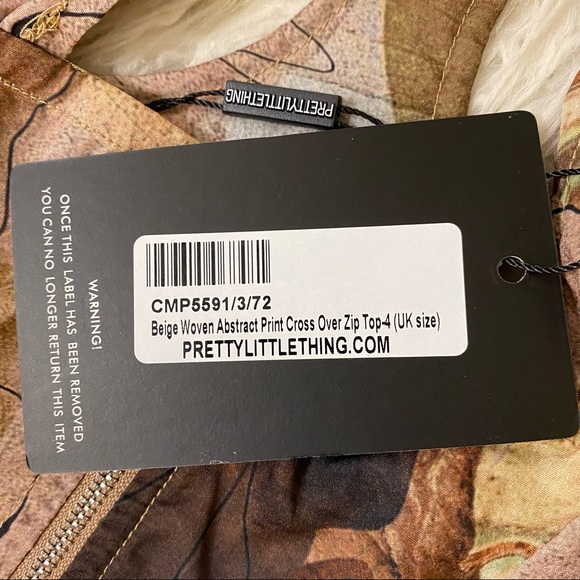 PRETTYLITTLETHING
CMP5591/3/72
Beige Woven Abstract Print Cross Over Zip Top-4 (UK size)
PRETTYLITTLETHING.COM
WARNING!
ONCE THIS LABEL HAS BEEN REMOVED
YOU CAN NO LONGER RETURN THIS ITEM